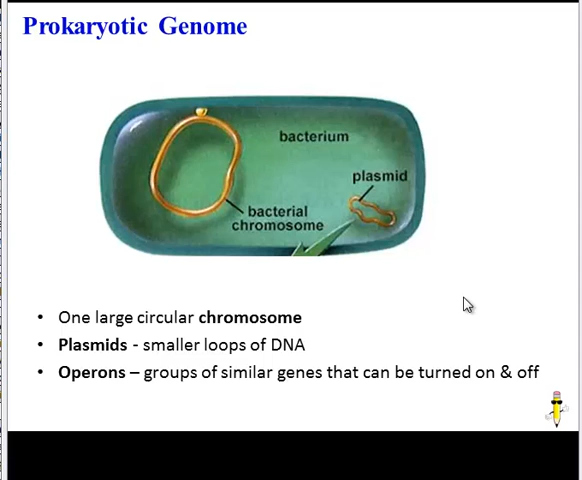 Prokaryotic Genome
bacterium
plasmid
bacterial
chromosome
• One large circular chromosome
• Plasmids - smaller loops of DNA
• Operons – groups of similar genes that can be turned on & off